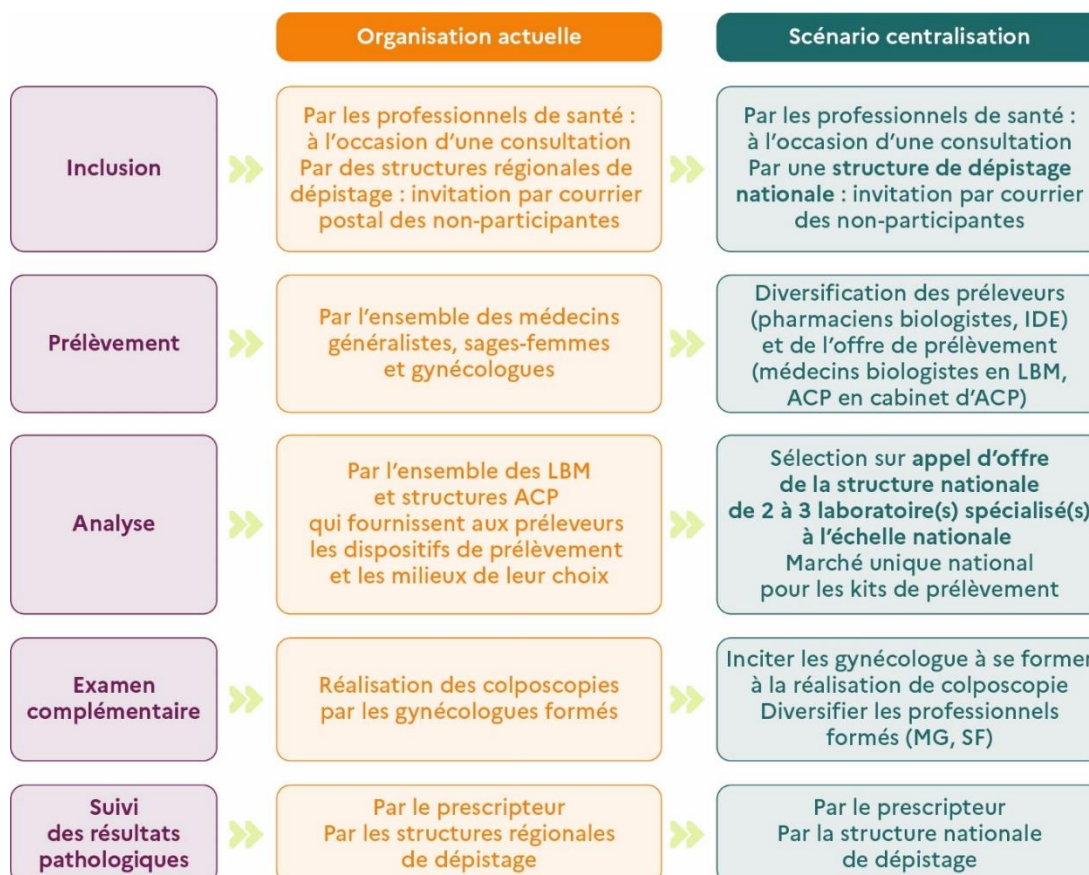 Organisation actuelle
Scénario centralisation
Inclusion
Par les professionnels de santé :
à l'occasion d'une consultation
Par des structures régionales de
dépistage : invitation par courrier
postal des non-participantes
Par les professionnels de santé :
à l'occasion d'une consultation
Par une structure de dépistage
nationale : invitation par courrier
des non-participantes
Prélèvement
Par l'ensemble des médecins
généralistes, sages-femmes
et gynécologues
Diversification des préleveurs
(pharmaciens biologistes, IDE)
et de l'offre de prélèvement
(médecins biologistes en LBM,
ACP en cabinet d'ACP)
Analyse
Par l'ensemble des LBM
et structures ACP
qui fournissent aux préleveurs
les dispositifs de prélèvement
et les milieux de leur choix
Sélection sur appel d'offre
de la structure nationale
de 2 à 3 laboratoire(s) spécialisé(s)
à l'échelle nationale
Marché unique national
pour les kits de prélèvement
Examen
complémentaire
Réalisation des colposcopies
par les gynécologues formés
Inciter les gynécologue à se former
à la réalisation de colposcopie
Diversifier les professionnels
formés (MG, SF)
Suivi
des résultats
pathologiques
Par le prescripteur
Par les structures régionales
de dépistage
Par le prescripteur
Par la structure nationale
de dépistage